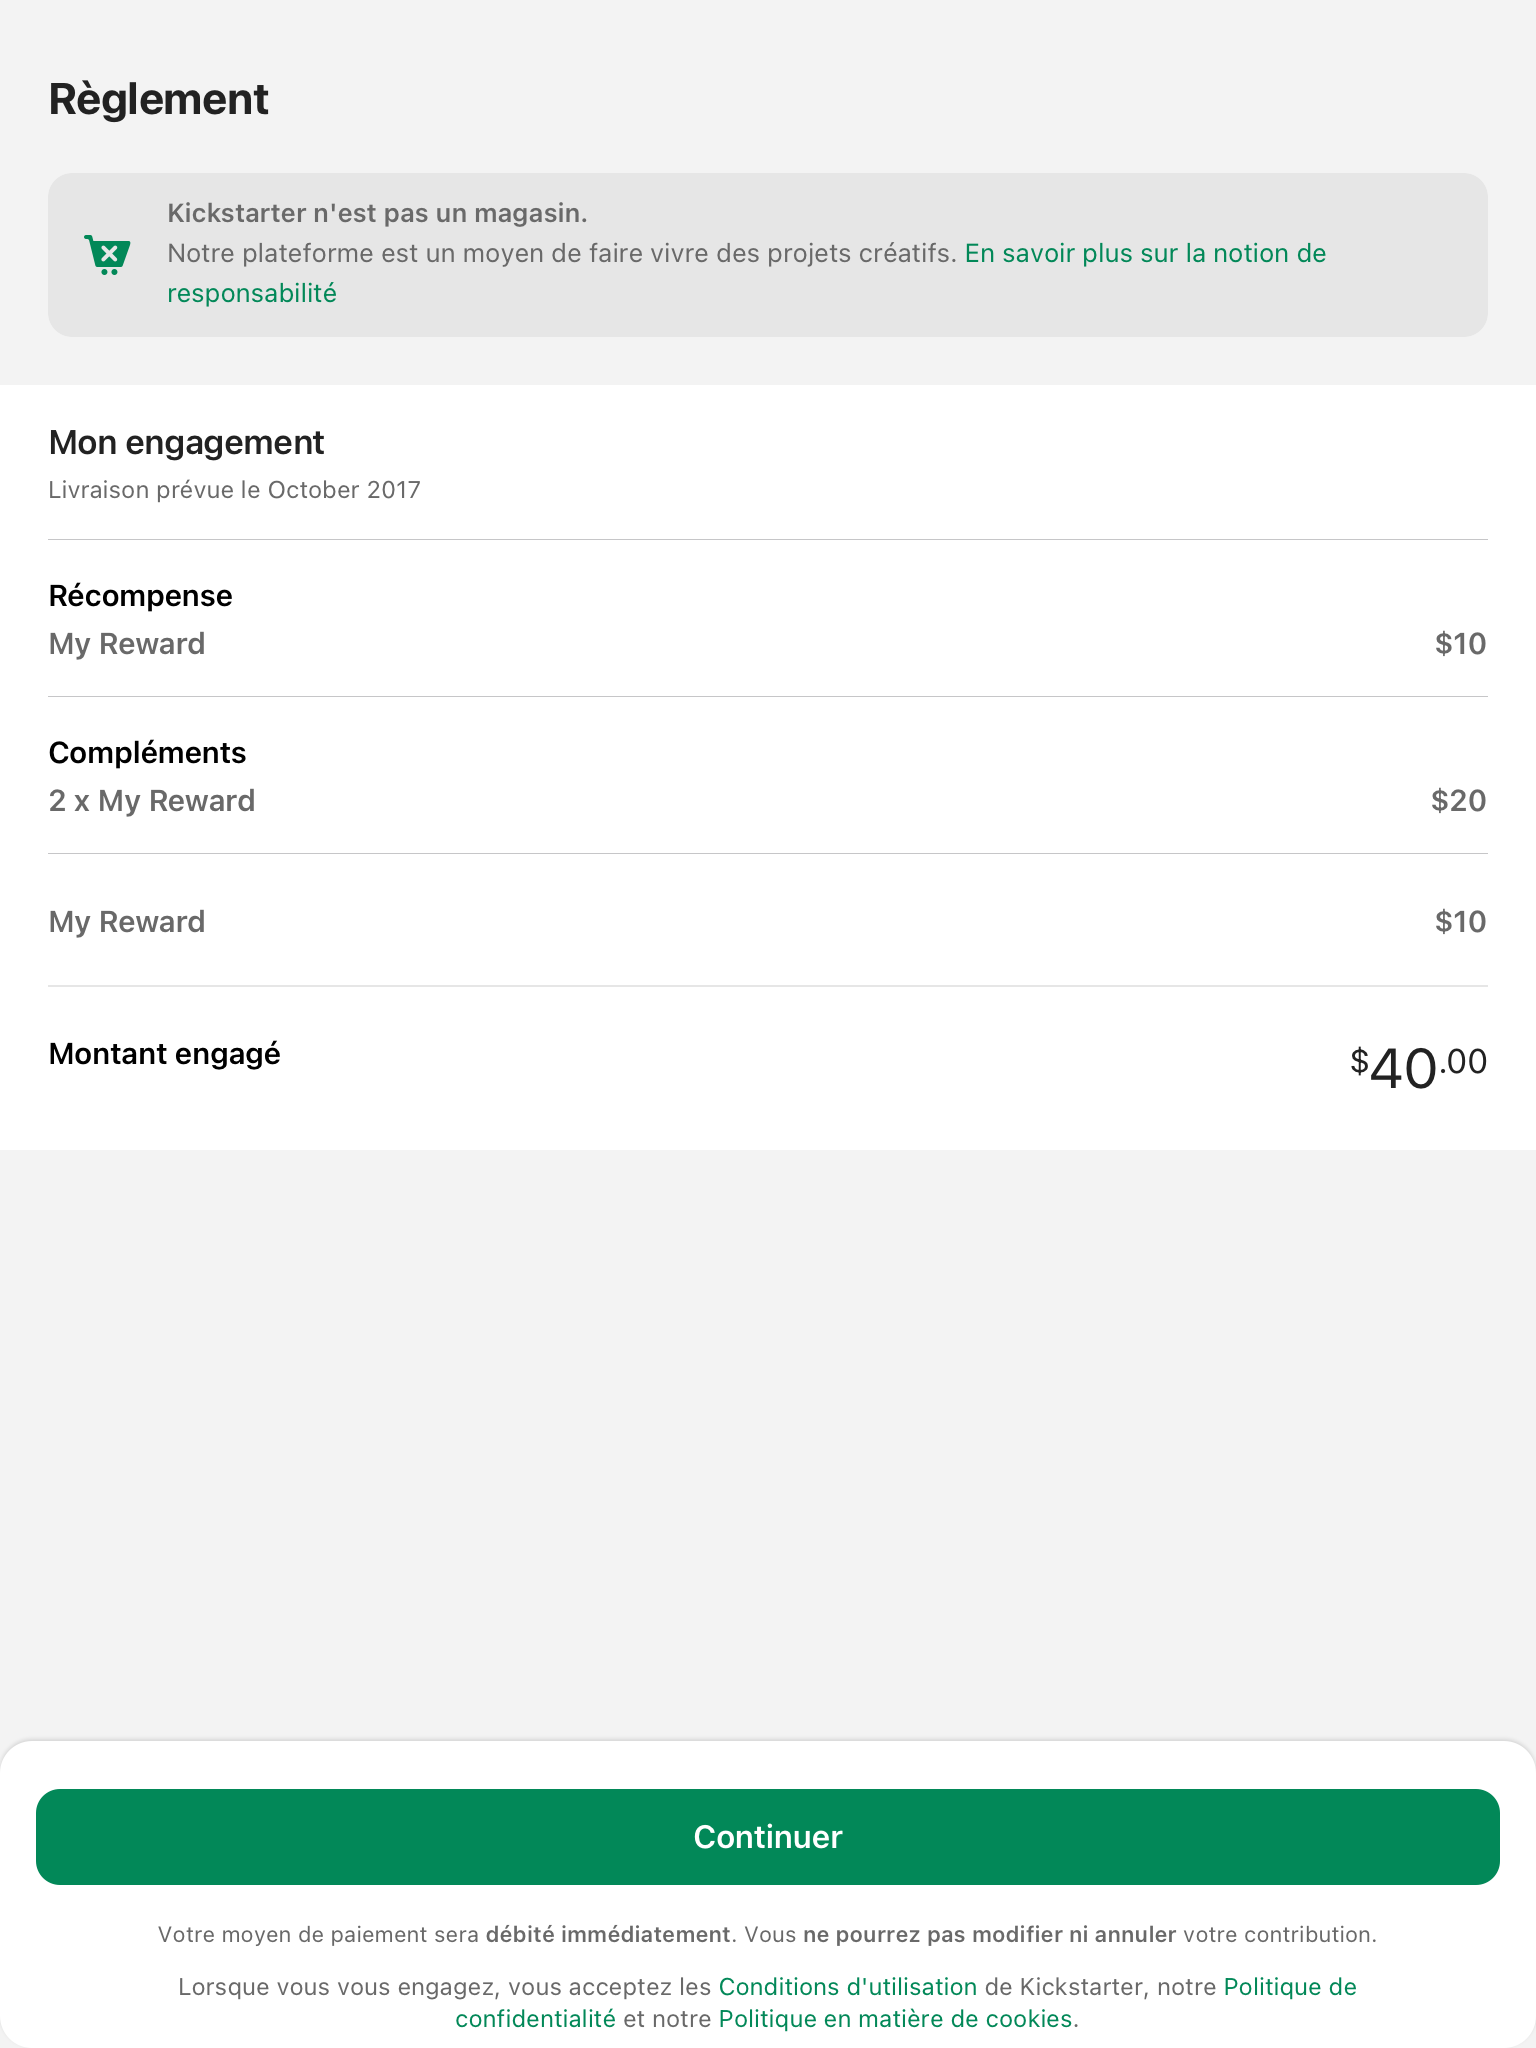 Règlement
Kickstarter n'est pas un magasin.
Notre plateforme est un moyen de faire vivre des projets créatifs. En savoir plus sur la notion de
responsabilité
Mon engagement
Livraison prévue le October 2017
Récompense
My Reward $10
Compléments
2 x My Reward $20
My Reward $10
Montant engagé $40.00
Continuer
Votre moyen de paiement sera débité immédiatement. Vous ne pourrez pas modifier ni annuler votre contribution.
Lorsque vous vous engagez, vous acceptez les Conditions d'utilisation de Kickstarter, notre Politique de
confidentialité et notre Politique en matière de cookies.